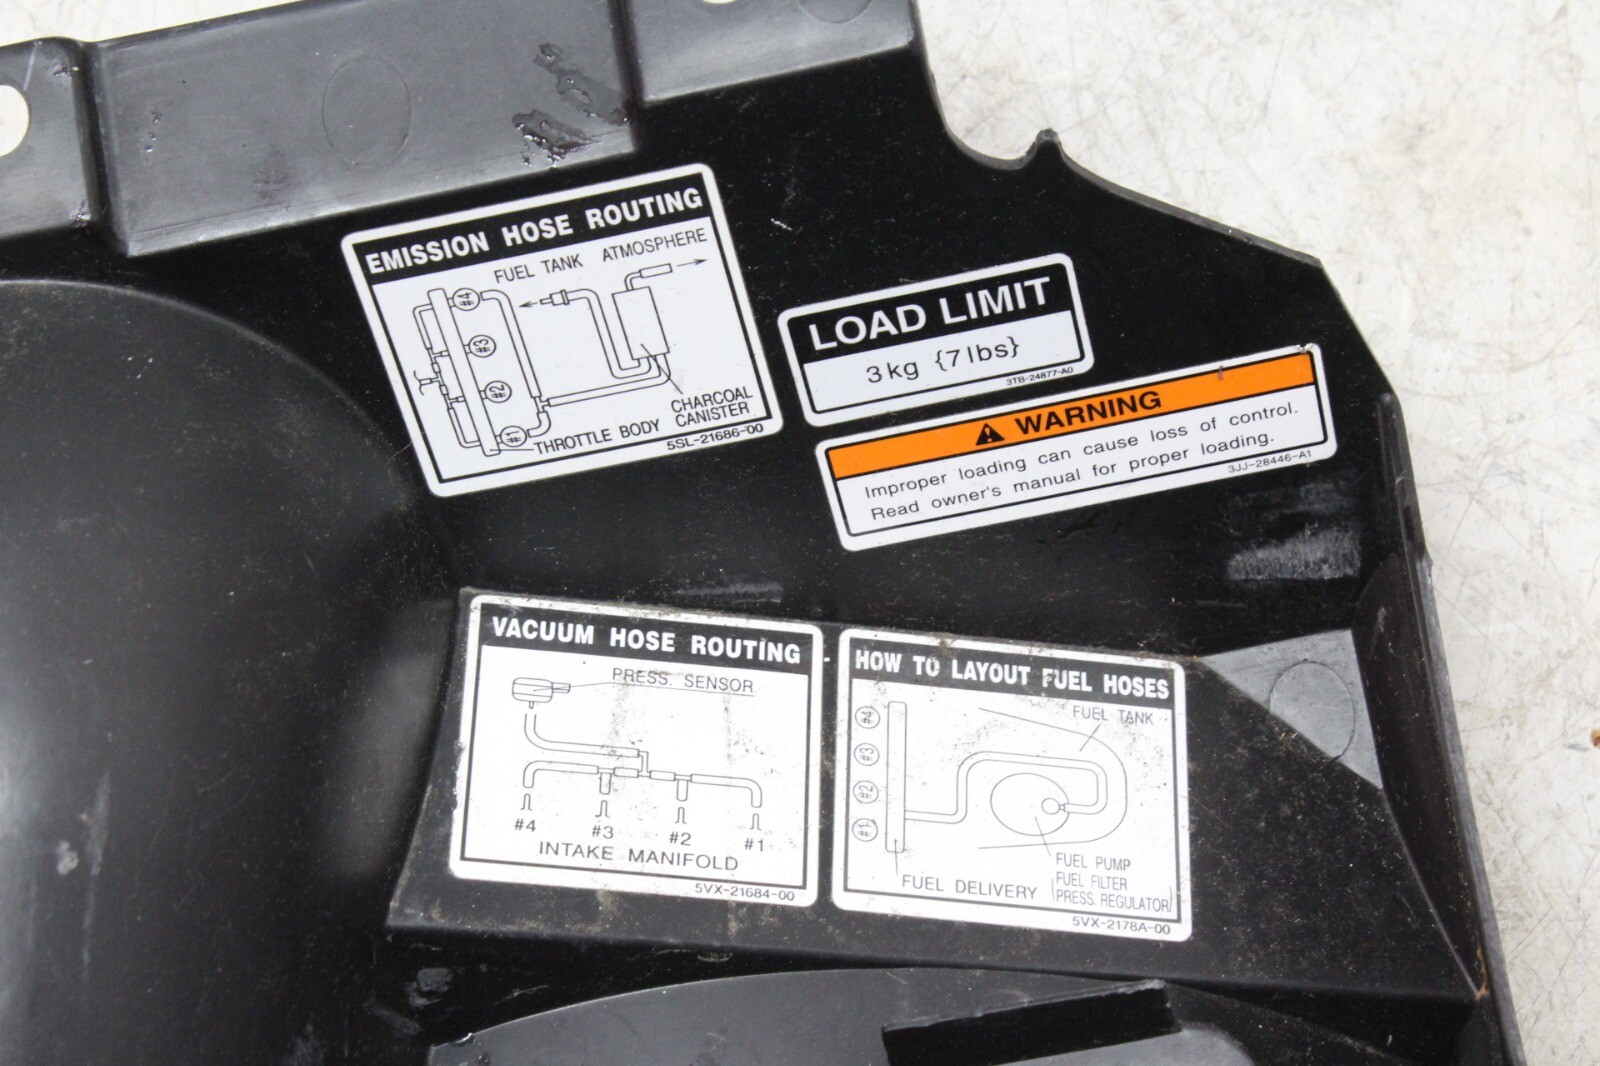 EMISSION HOSE ROUTING
FUEL TANK ATMOSPHERE
#4
#3
#2
#1
CHARCOAL
CANISTER
THROTTLE BODY
5SL-21686-00
LOAD LIMIT
3kg {7lbs}
3TB-24877-A0
WARNING
Improper loading can cause loss of control.
Read owner's manual for proper loading.
3JJ-28446-A1
VACUUM HOSE ROUTING
PRESS. SENSOR
#4 #3 #2 #1
INTAKE MANIFOLD
5VX-21684-00
HOW TO LAYOUT FUEL HOSES
FUEL TANK
#4
#3
#2
#1
FUEL DELIVERY
(FUEL PUMP
FUEL FILTER
PRESS. REGULATOR)
5VX-2178A-00